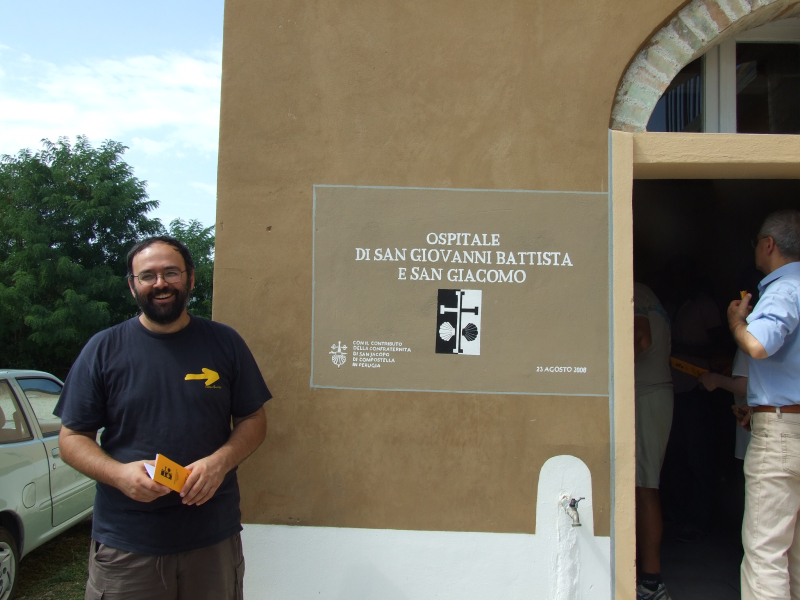 OSPITALE
DI SAN GIOVANNI BATTISTA
E SAN GIACOMO
CON IL CONTRIBUTO
DELLA CONFRATERNITA
DI SAN JACOPO
DI COMPOSTELLA
IN PERUGIA
23 AGOSTO 2008